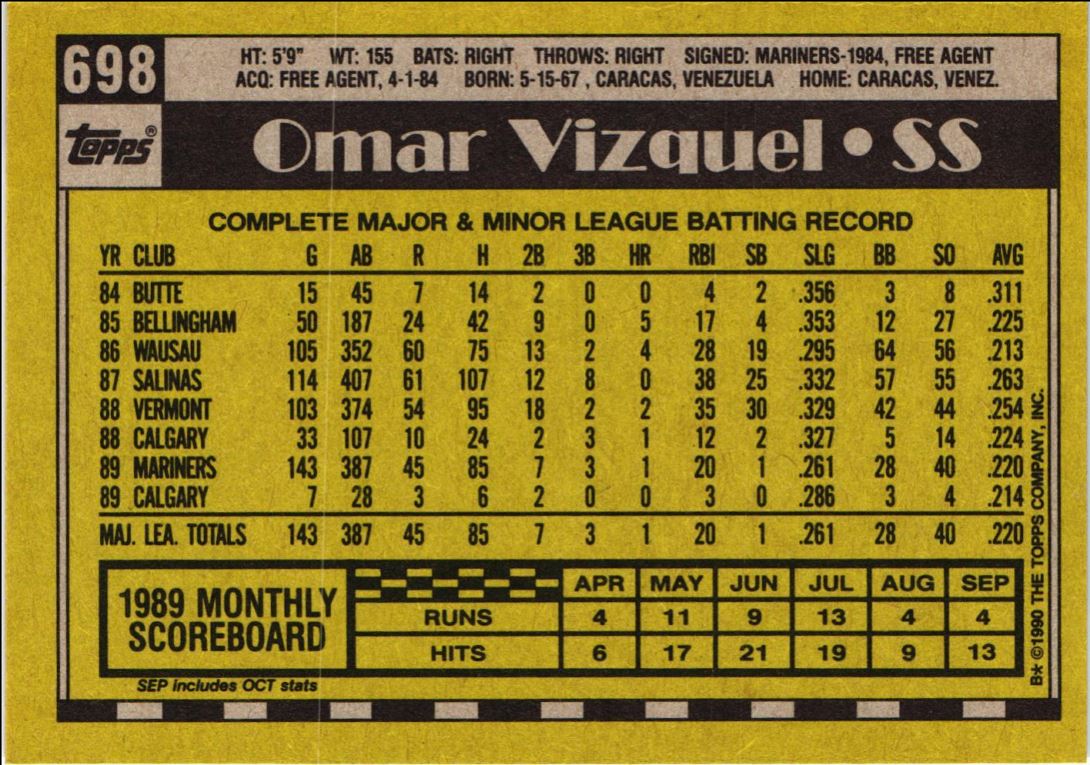 698
HT: 5'9" WT: 155 BATS: RIGHT THROWS: RIGHT SIGNED: MARINERS-1984, FREE AGENT
ACQ: FREE AGENT, 4-1-84 BORN: 5-15-67 , CARACAS, VENEZUELA HOME: CARACAS, VENEZ.
Topps®
Omar Vizquel • SS
COMPLETE MAJOR & MINOR LEAGUE BATTING RECORD
YR CLUB G AB R H 2B 3B HR RBI SB SLG BB SO AVG
84 BUTTE 15 45 7 14 2 0 0 4 2 .356 3 8 .311
85 BELLINGHAM 50 187 24 42 9 0 5 17 4 .353 12 27 .225
86 WAUSAU 105 352 60 75 13 2 4 28 19 .295 64 56 .213
87 SALINAS 114 407 61 107 12 8 0 38 25 .332 57 55 .263
88 VERMONT 103 374 54 95 18 2 2 35 30 .329 42 44 .254
88 CALGARY 33 107 10 24 2 3 1 12 2 .327 5 14 .224
89 MARINERS 143 387 45 85 7 3 1 20 1 .261 28 40 .220
89 CALGARY 7 28 3 6 2 0 0 3 0 .286 3 4 .214
MAJ. LEA. TOTALS 143 387 45 85 7 3 1 20 1 .261 28 40 .220
1989 MONTHLY
SCOREBOARD
APR MAY JUN JUL AUG SEP
RUNS 4 11 9 13 4 4
HITS 6 17 21 19 9 13
SEP includes OCT stats
B* ©1990 THE TOPPS COMPANY, INC.